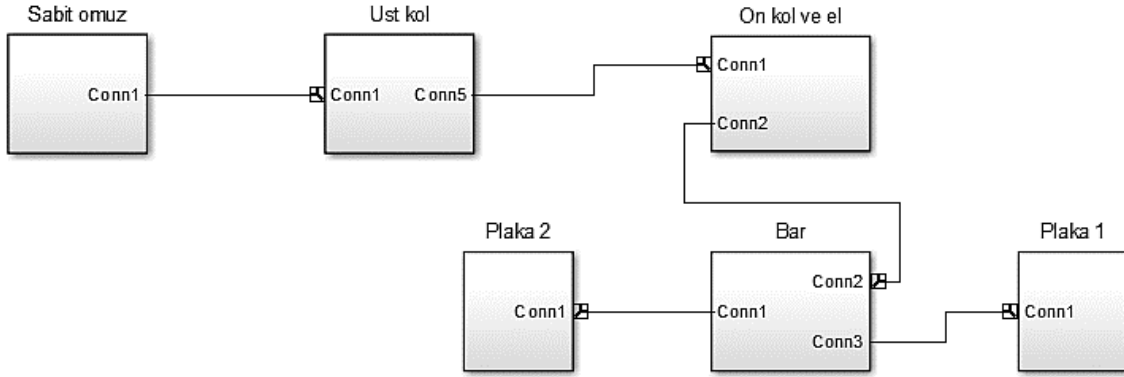 Sabit omuz
Conn1
Ust kol
Conn1 Conn5
On kol ve el
Conn1
Conn2
Plaka 2
Conn1
Bar
Conn2
Conn1
Conn3
Plaka 1
Conn1